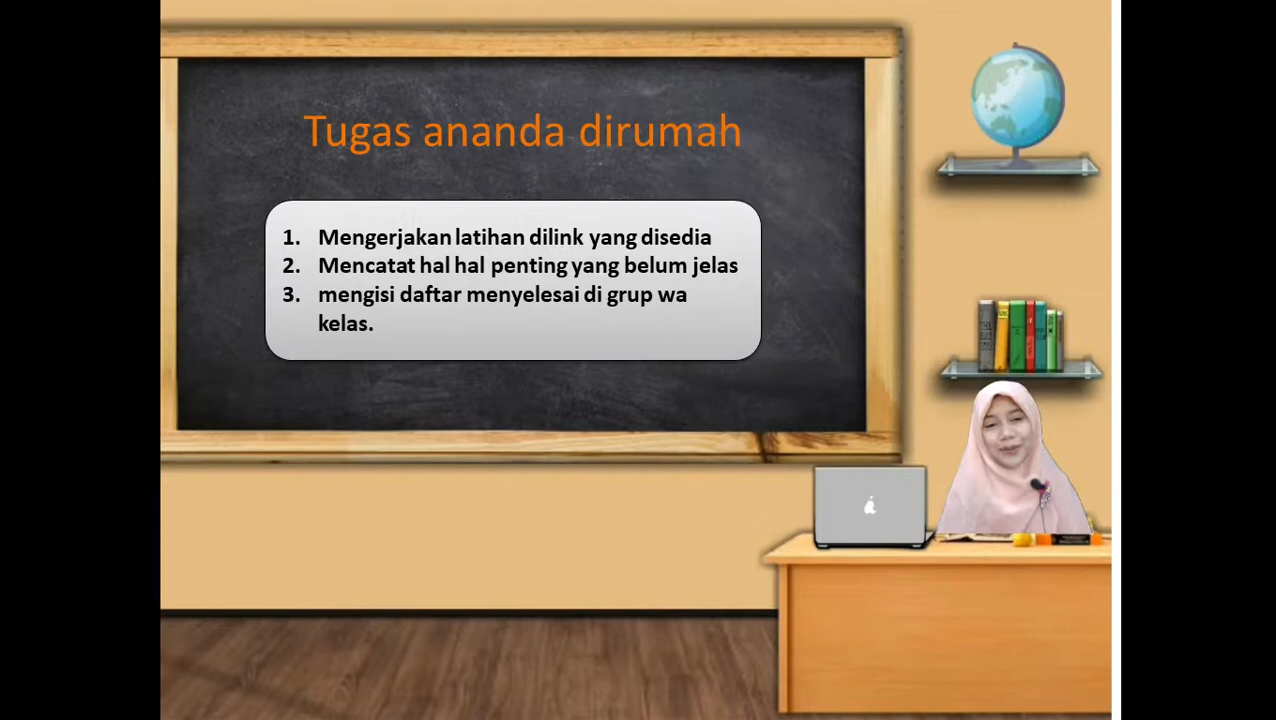 Tugas ananda dirumah
1. Mengerjakan latihan dilink yang disedia
2. Mencatat hal hal penting yang belum jelas
3. mengisi daftar menyelesai di grup wa
kelas.